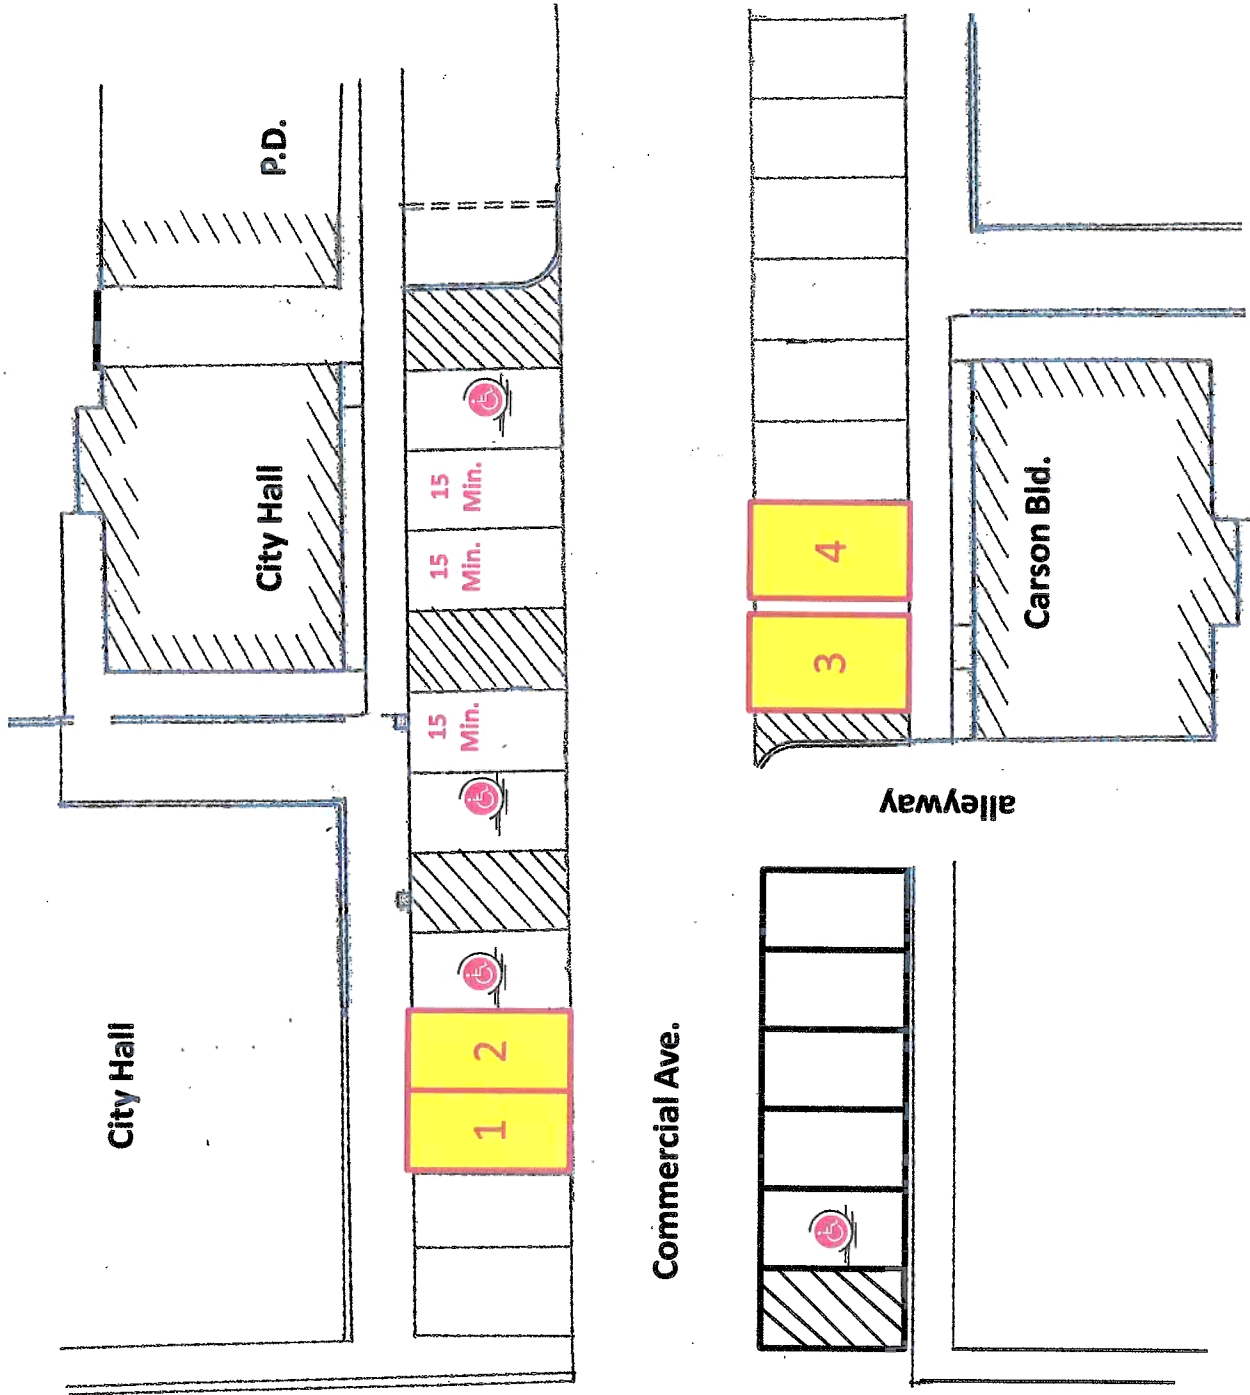 P.D.
City Hall
15
Min.
15
Min.
15
Min.
City Hall
2
1
Commercial Ave.
4
3
Carson Bld.
alleyway